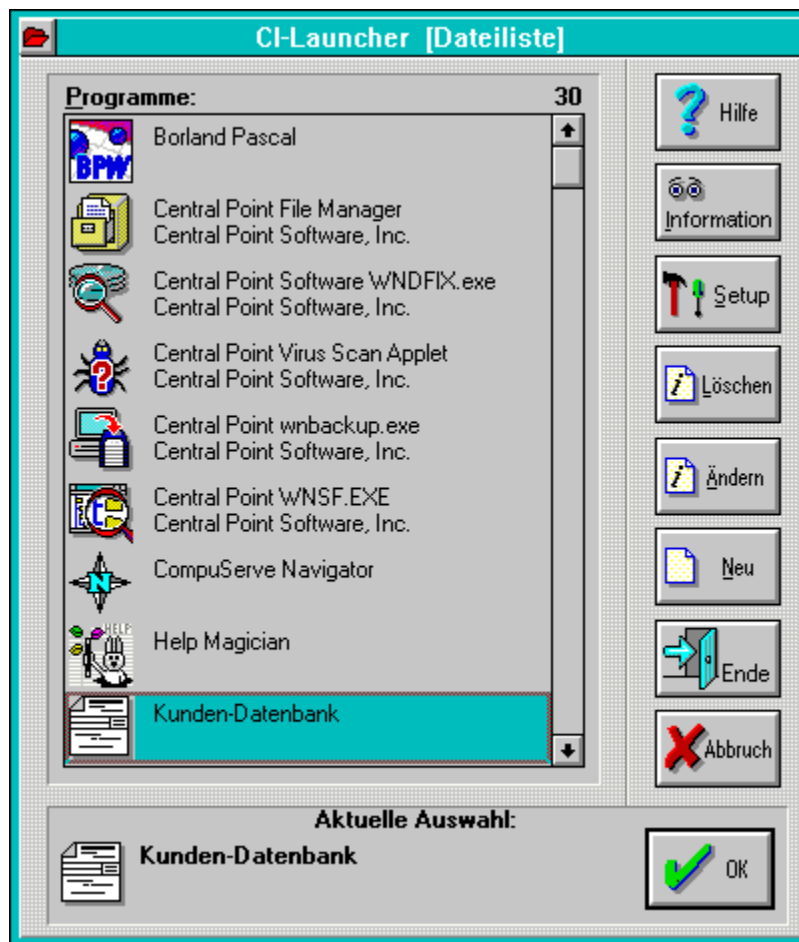 CI-Launcher [Dateiliste]
Programme: 30
BPW
Borland Pascal
Central Point File Manager
Central Point Software, Inc.
Central Point Software WNDFIX.exe
Central Point Software, Inc.
?
Central Point Virus Scan Applet
Central Point Software, Inc.
Central Point wnbackup.exe
Central Point Software, Inc.
Central Point WNSF.EXE
Central Point Software, Inc.
N
CompuServe Navigator
HELP
Help Magician
Kunden-Datenbank
? Hilfe
Information
Setup
i Löschen
i Ändern
Neu
Ende
Abbruch
Aktuelle Auswahl:
Kunden-Datenbank
OK